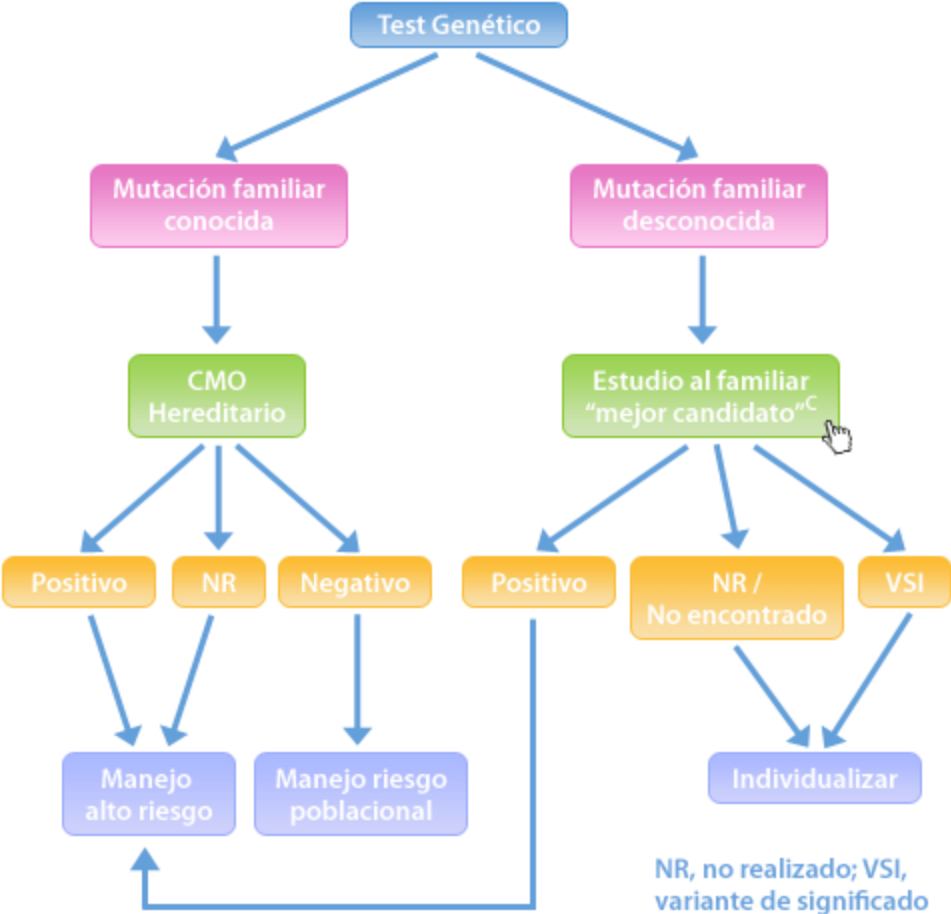 Test Genético
Mutación familiar
conocida
Mutación familiar
desconocida
CMO
Hereditario
Estudio al familiar
“mejor candidato”C
Positivo
NR
Negativo
Positivo
NR /
No encontrado
VSI
Manejo
alto riesgo
Manejo riesgo
poblacional
Individualizar
NR, no realizado; VSI,
variante de significado